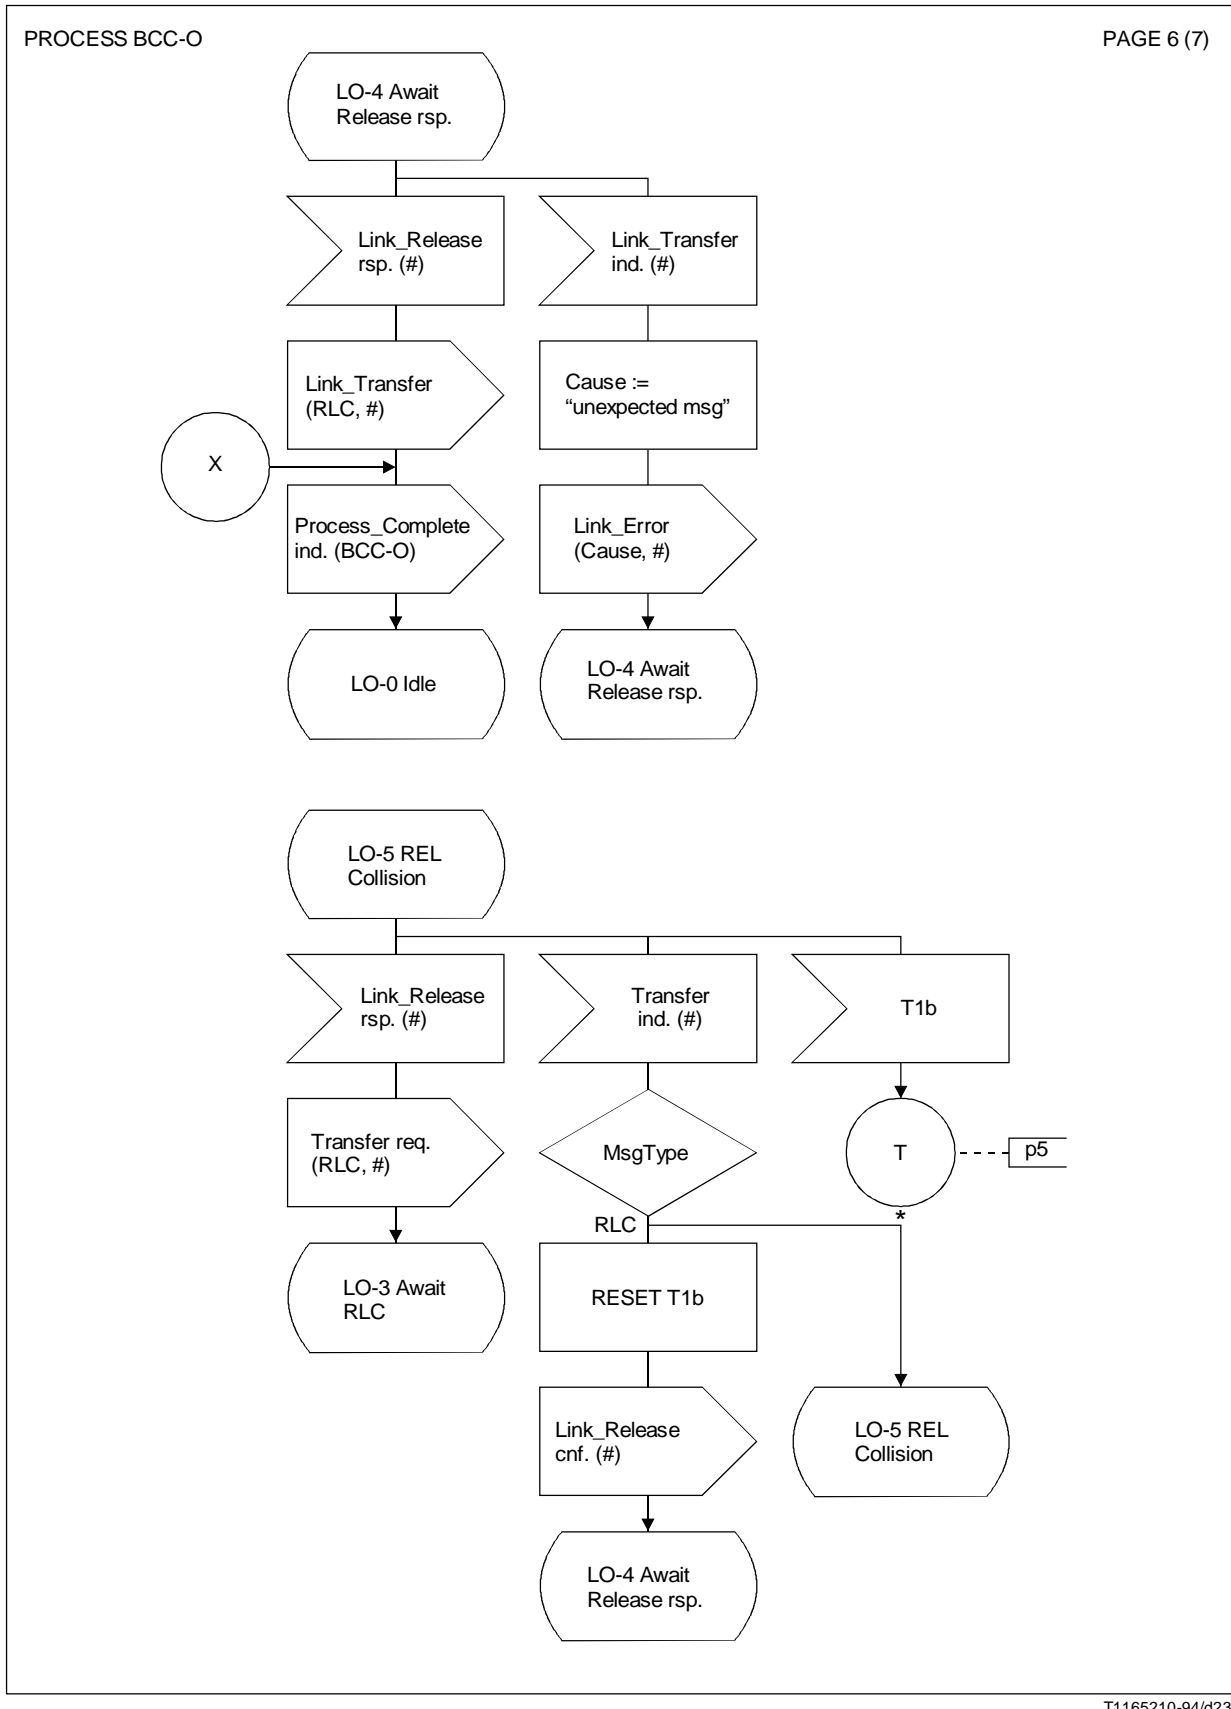 PROCESS BCC-O
PAGE 6 (7)
LO-4 Await
Release rsp.
Link_Release
rsp. (#)
Link_Transfer
ind. (#)
Link_Transfer
(RLC, #)
Cause :=
“unexpected msg”
X
Process_Complete
ind. (BCC-O)
Link_Error
(Cause, #)
LO-0 Idle
LO-4 Await
Release rsp.
LO-5 REL
Collision
Link_Release
rsp. (#)
Transfer
ind. (#)
T1b
Transfer req.
(RLC, #)
MsgType
T
p5
RLC
*
LO-3 Await
RLC
RESET T1b
Link_Release
cnf. (#)
LO-5 REL
Collision
LO-4 Await
Release rsp.
T1165210-94/d23